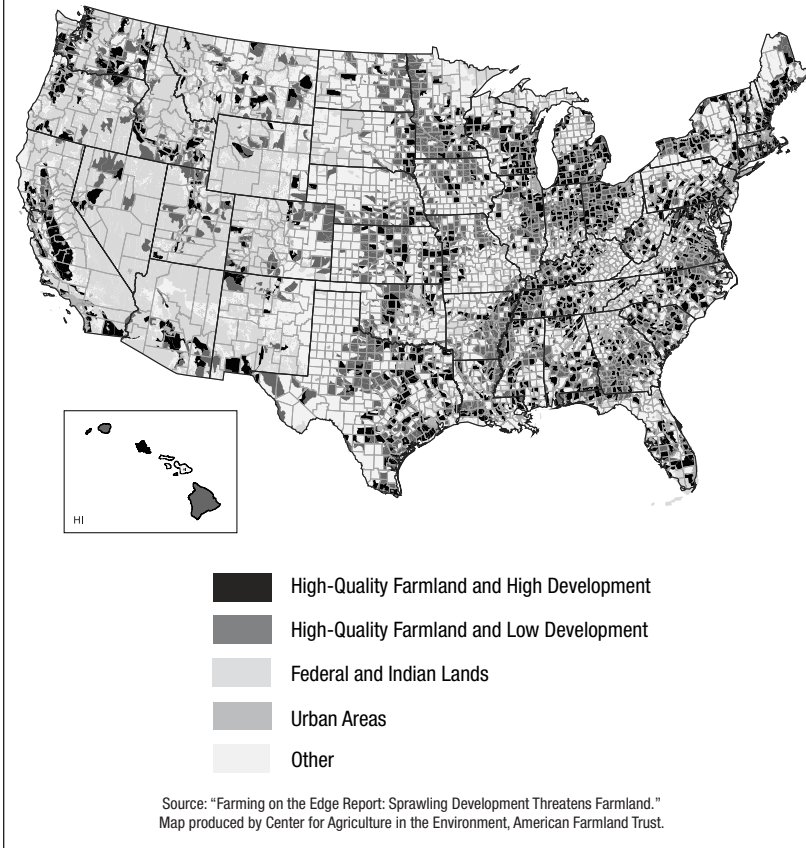 HI
High-Quality Farmland and High Development
High-Quality Farmland and Low Development
Federal and Indian Lands
Urban Areas
Other
Source: “Farming on the Edge Report: Sprawling Development Threatens Farmland.”
Map produced by Center for Agriculture in the Environment, American Farmland Trust.